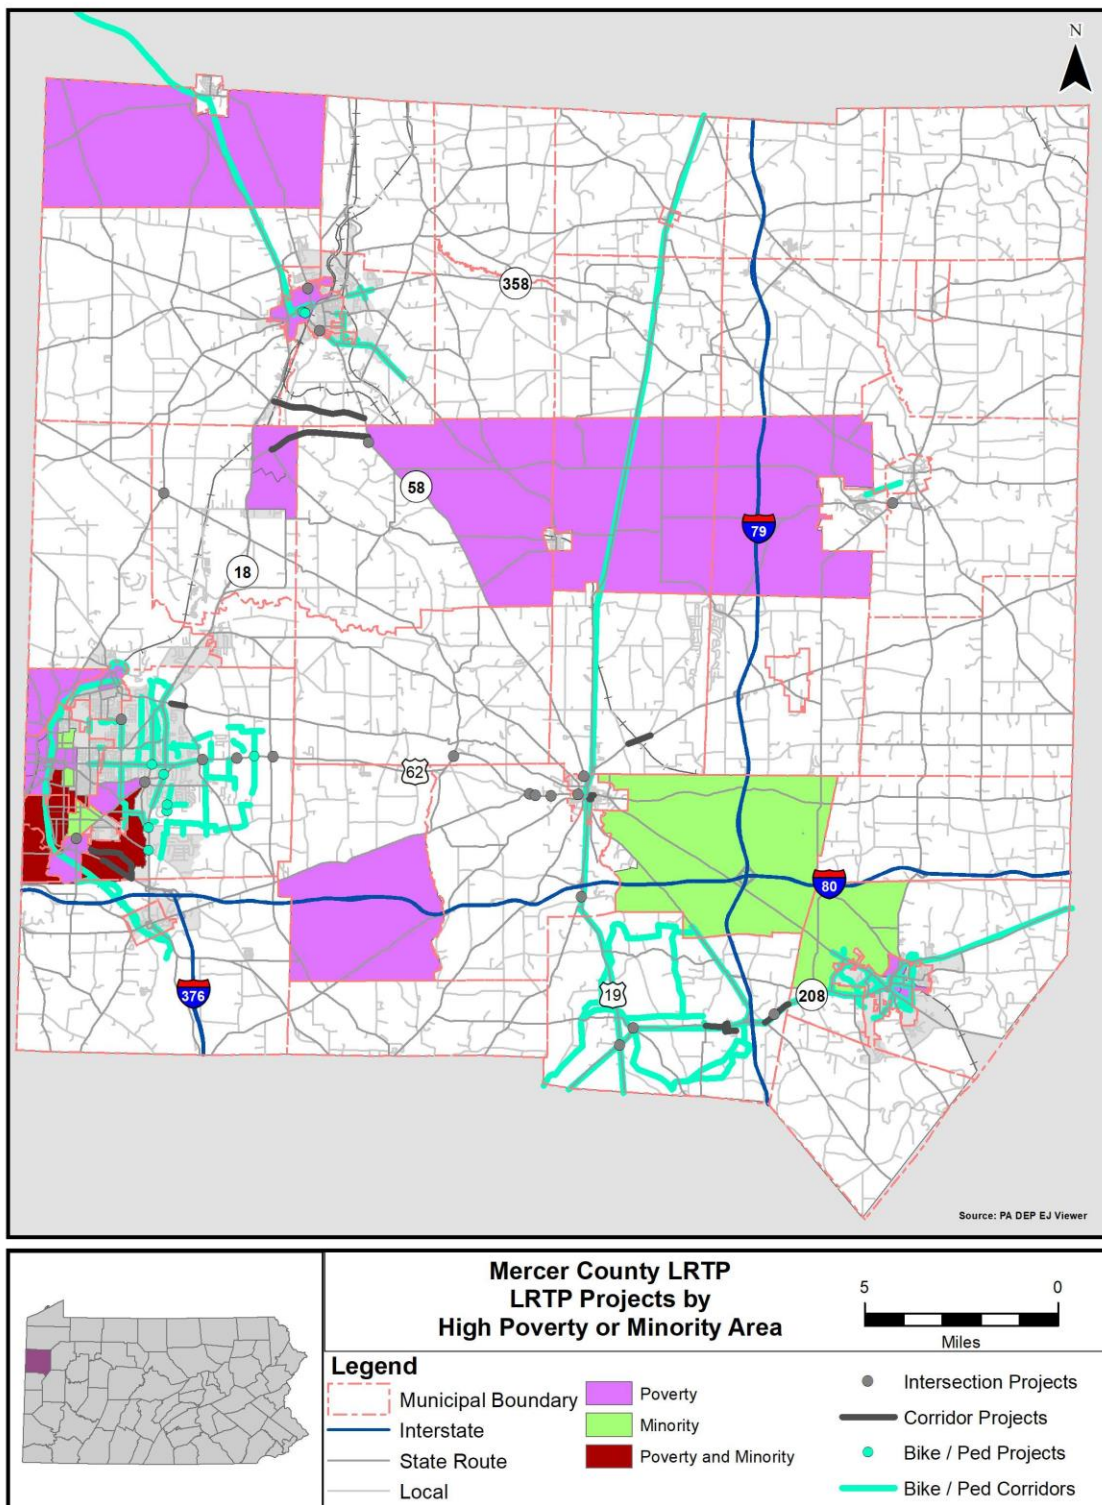 N
358
58
79
18
62
80
19
208
376
Source: PA DEP EJ Viewer
Mercer County LRTP
LRTP Projects by
High Poverty or Minority Area
5 0
Miles
Legend
Municipal Boundary
Interstate
State Route
Local
Poverty
Minority
Poverty and Minority
Intersection Projects
Corridor Projects
Bike / Ped Projects
Bike / Ped Corridors